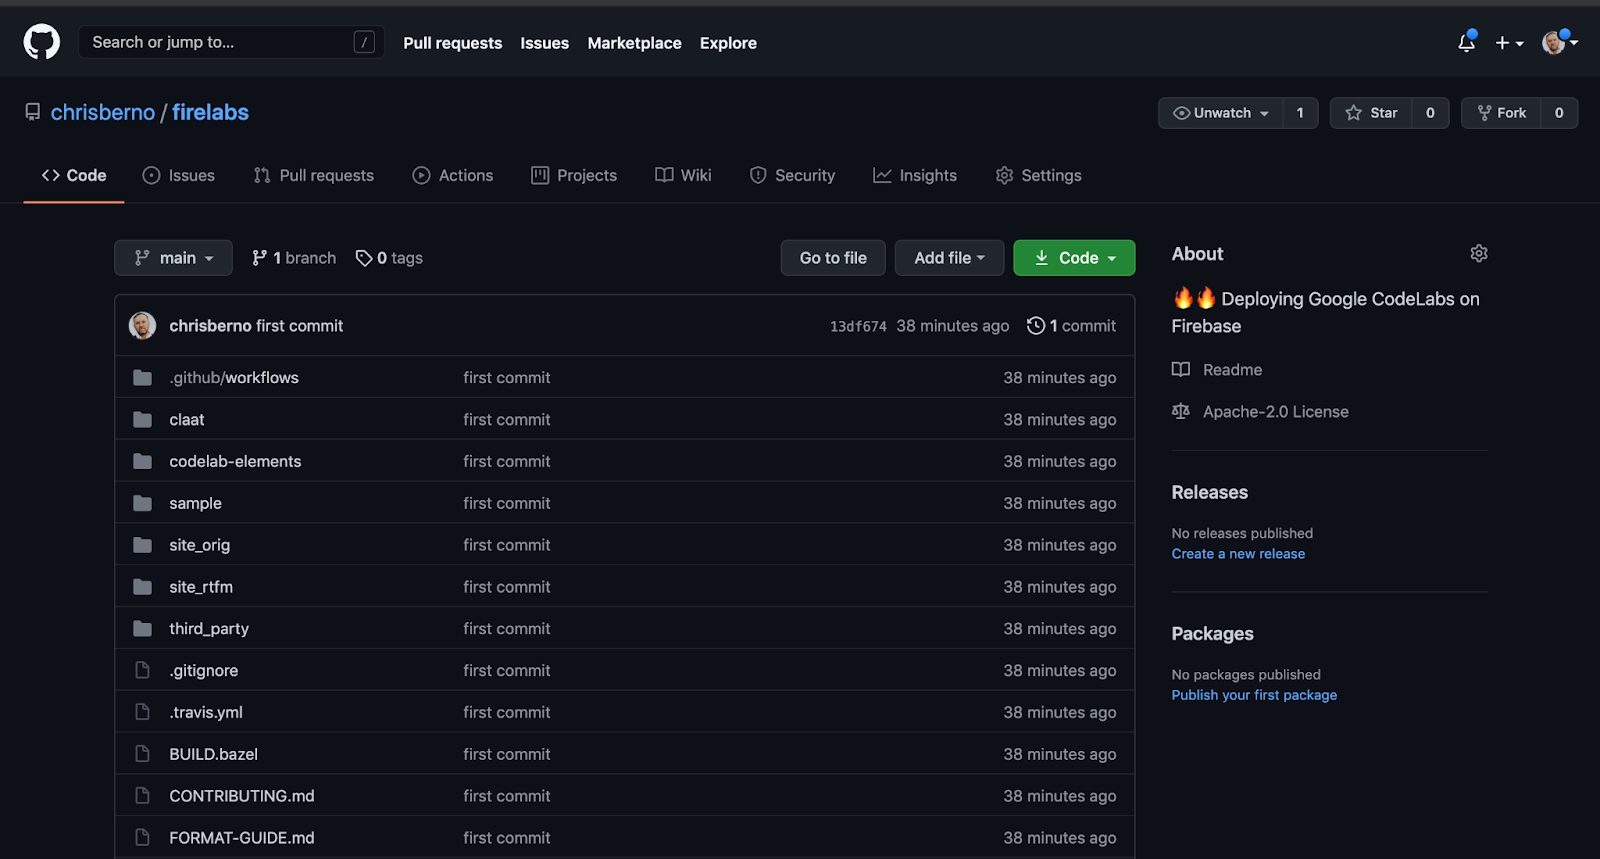 Search or jump to... /
Pull requests Issues Marketplace Explore
chrisberno / firelabs
Unwatch 1 Star 0 Fork 0
Code Issues Pull requests Actions Projects Wiki Security Insights Settings
main 1 branch 0 tags Go to file Add file Code
chrisberno first commit 13df674 38 minutes ago 1 commit
.github/workflows first commit 38 minutes ago
claat first commit 38 minutes ago
codelab-elements first commit 38 minutes ago
sample first commit 38 minutes ago
site_orig first commit 38 minutes ago
site_rtfm first commit 38 minutes ago
third_party first commit 38 minutes ago
.gitignore first commit 38 minutes ago
.travis.yml first commit 38 minutes ago
BUILD.bazel first commit 38 minutes ago
CONTRIBUTING.md first commit 38 minutes ago
FORMAT-GUIDE.md first commit 38 minutes ago
About
🔥🔥 Deploying Google CodeLabs on
Firebase
Readme
Apache-2.0 License
Releases
No releases published
Create a new release
Packages
No packages published
Publish your first package